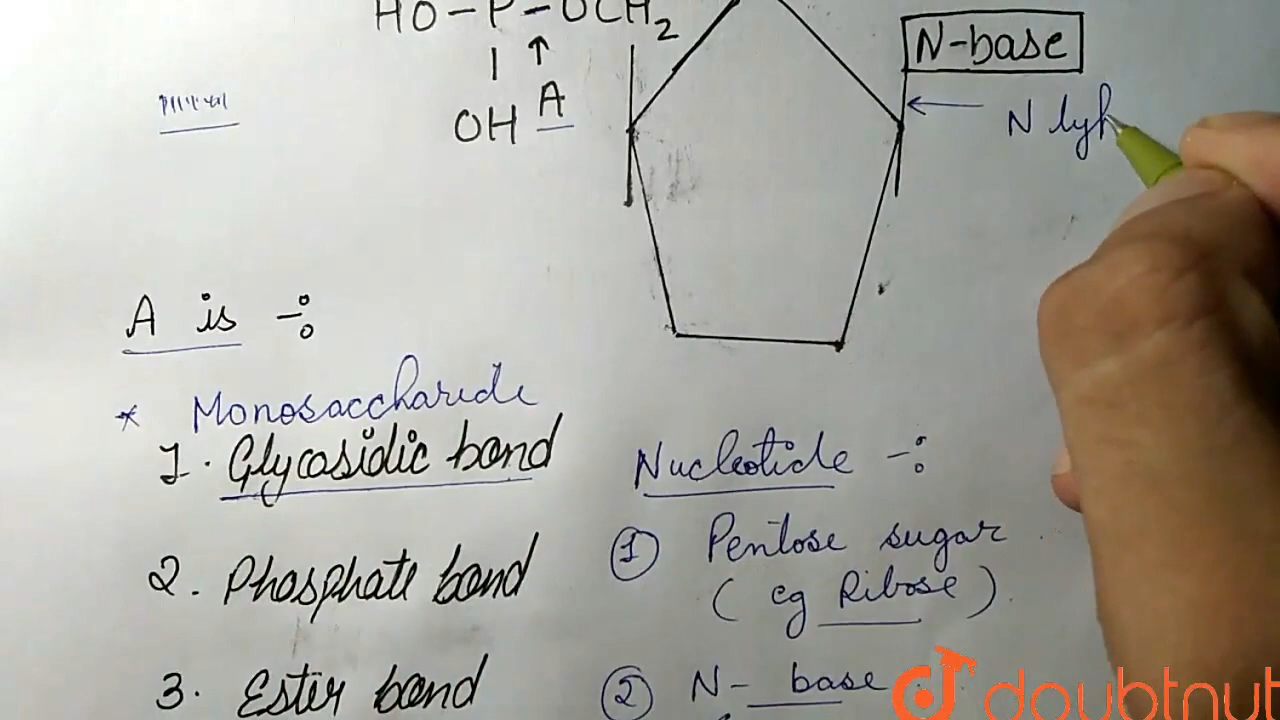 HO - P - OCH2
N-base
A
OH
A is -:
* Monosaccharide
1. Glycosidic bond
2. Phosphate bond
3. Ester bond
Nucleotide -:
1 Pentose sugar
(eg Ribose).
2 N- base
doubtnut